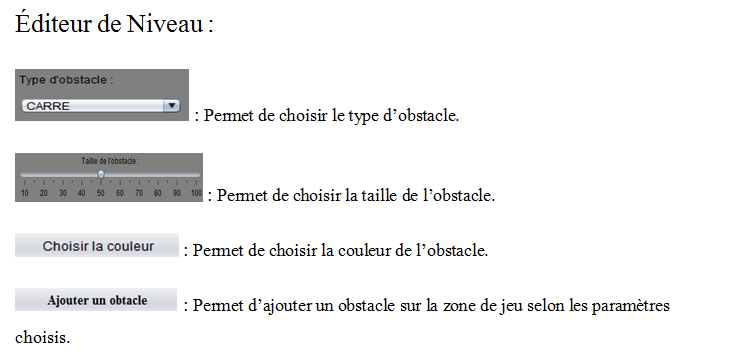 Éditeur de Niveau :
Type d'obstacle :
CARRE : Permet de choisir le type d’obstacle.
Taille de l'obstacle :
10 20 30 40 50 60 70 80 90 100 : Permet de choisir la taille de l’obstacle.
Choisir la couleur : Permet de choisir la couleur de l’obstacle.
Ajouter un obtacle : Permet d’ajouter un obstacle sur la zone de jeu selon les paramètres
choisis.